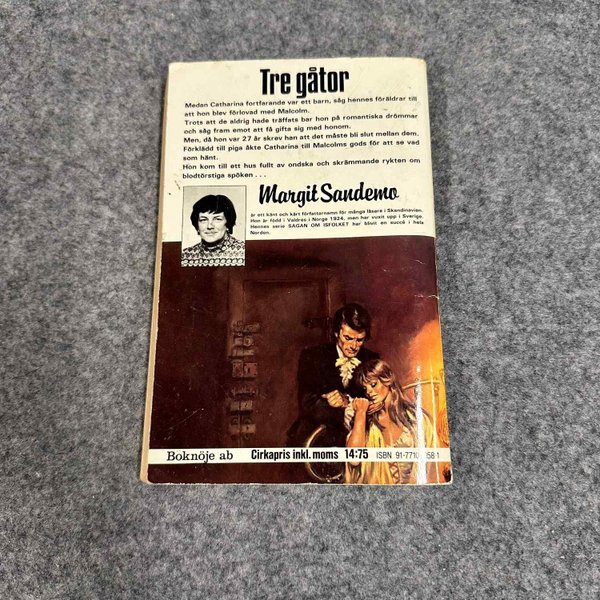 Tre gåtor
Medan Catharina fortfarande var ett barn, såg hennes föräldrar till
att hon blev förlovad med Malcolm.
Trots att de aldrig hade träffats bar hon på romantiska drömmar
och såg fram emot att få gifta sig med honom.
Men, då hon var 27 år skrev han att det måste bli slut mellan dem.
Förklädd till piga åkte Catharina till Malcolms gods för att se vad
som hänt.
Hon kom till ett hus fullt av ondska och skrämmande rykten om
blodtörstiga spöken . . .
Margit Sandemo
är ett känt och kärt författarnamn för många läsare i Skandinavien.
Hon är född i Valdres i Norge 1924, men har vuxit upp i Sverige.
Hennes serie SAGAN OM ISFOLKET har blivit en succé i hela
Norden.
Boknöje ab Cirkapris inkl. moms 14:75 ISBN 91-7710